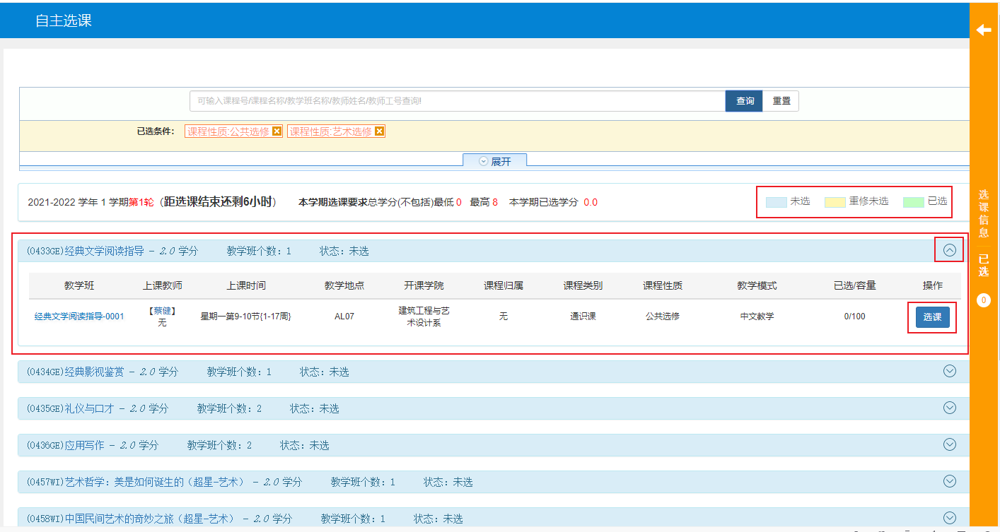 自主选课
可输入课程号/课程名称/教学班名称/教师姓名/教师工号查询! 查询 重置
已选条件： 课程性质:公共选修 课程性质:艺术选修
展开
2021-2022 学年 1 学期第1轮（距选课结束还剩6小时） 本学期选课要求总学分(不包括)最低 0 最高 8 本学期已选学分 0.0 未选 重修未选 已选
(0433GE)经典文学阅读指导 - 2.0 学分 教学班个数：1 状态：未选
教学班 上课教师 上课时间 教学地点 开课学院 课程归属 课程类别 课程性质 教学模式 已选/容量 操作
经典文学阅读指导-0001 【蔡健】 星期一第9-10节{1-17周} AL07 建筑工程与艺 无 通识课 公共选修 中文教学 0/100 选课
无 术设计系
(0434GE)经典影视鉴赏 - 2.0 学分 教学班个数：1 状态：未选
(0435GE)礼仪与口才 - 2.0 学分 教学班个数：2 状态：未选
(0436GE)应用写作 - 2.0 学分 教学班个数：2 状态：未选
(0457WI)艺术哲学：美是如何诞生的（超星-艺术） - 2.0 学分 教学班个数：1 状态：未选
(0458WI)中国民间艺术的奇妙之旅（超星-艺术） - 2.0 学分 教学班个数：1 状态：未选
选课信息
已选
0